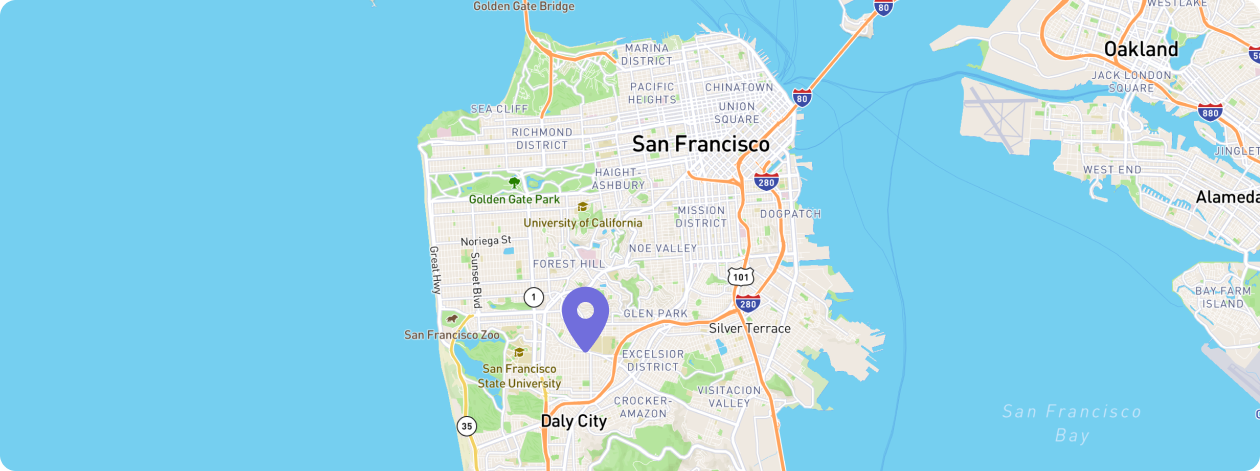 Golden Gate Bridge
80
WESTLAKE
MARINA
DISTRICT
Oakland
JACK LONDON
SQUARE
PACIFIC
HEIGHTS
CHINATOWN
80
SEA CLIFF
UNION
SQUARE
880
RICHMOND
DISTRICT
San Francisco
HAIGHT-
ASHBURY
280
WEST END
Golden Gate Park
Alameda
University of California
MISSION
DISTRICT
DOGPATCH
Noriega St
NOE VALLEY
Great Hwy
Sunset Blvd
FOREST HILL
101
1
280
BAY FARM
ISLAND
GLEN PARK
Silver Terrace
San Francisco Zoo
EXCELSIOR
DISTRICT
San Francisco
State University
VISITACION
VALLEY
CROCKER-
AMAZON
Daly City
35
San Francisco
Bay